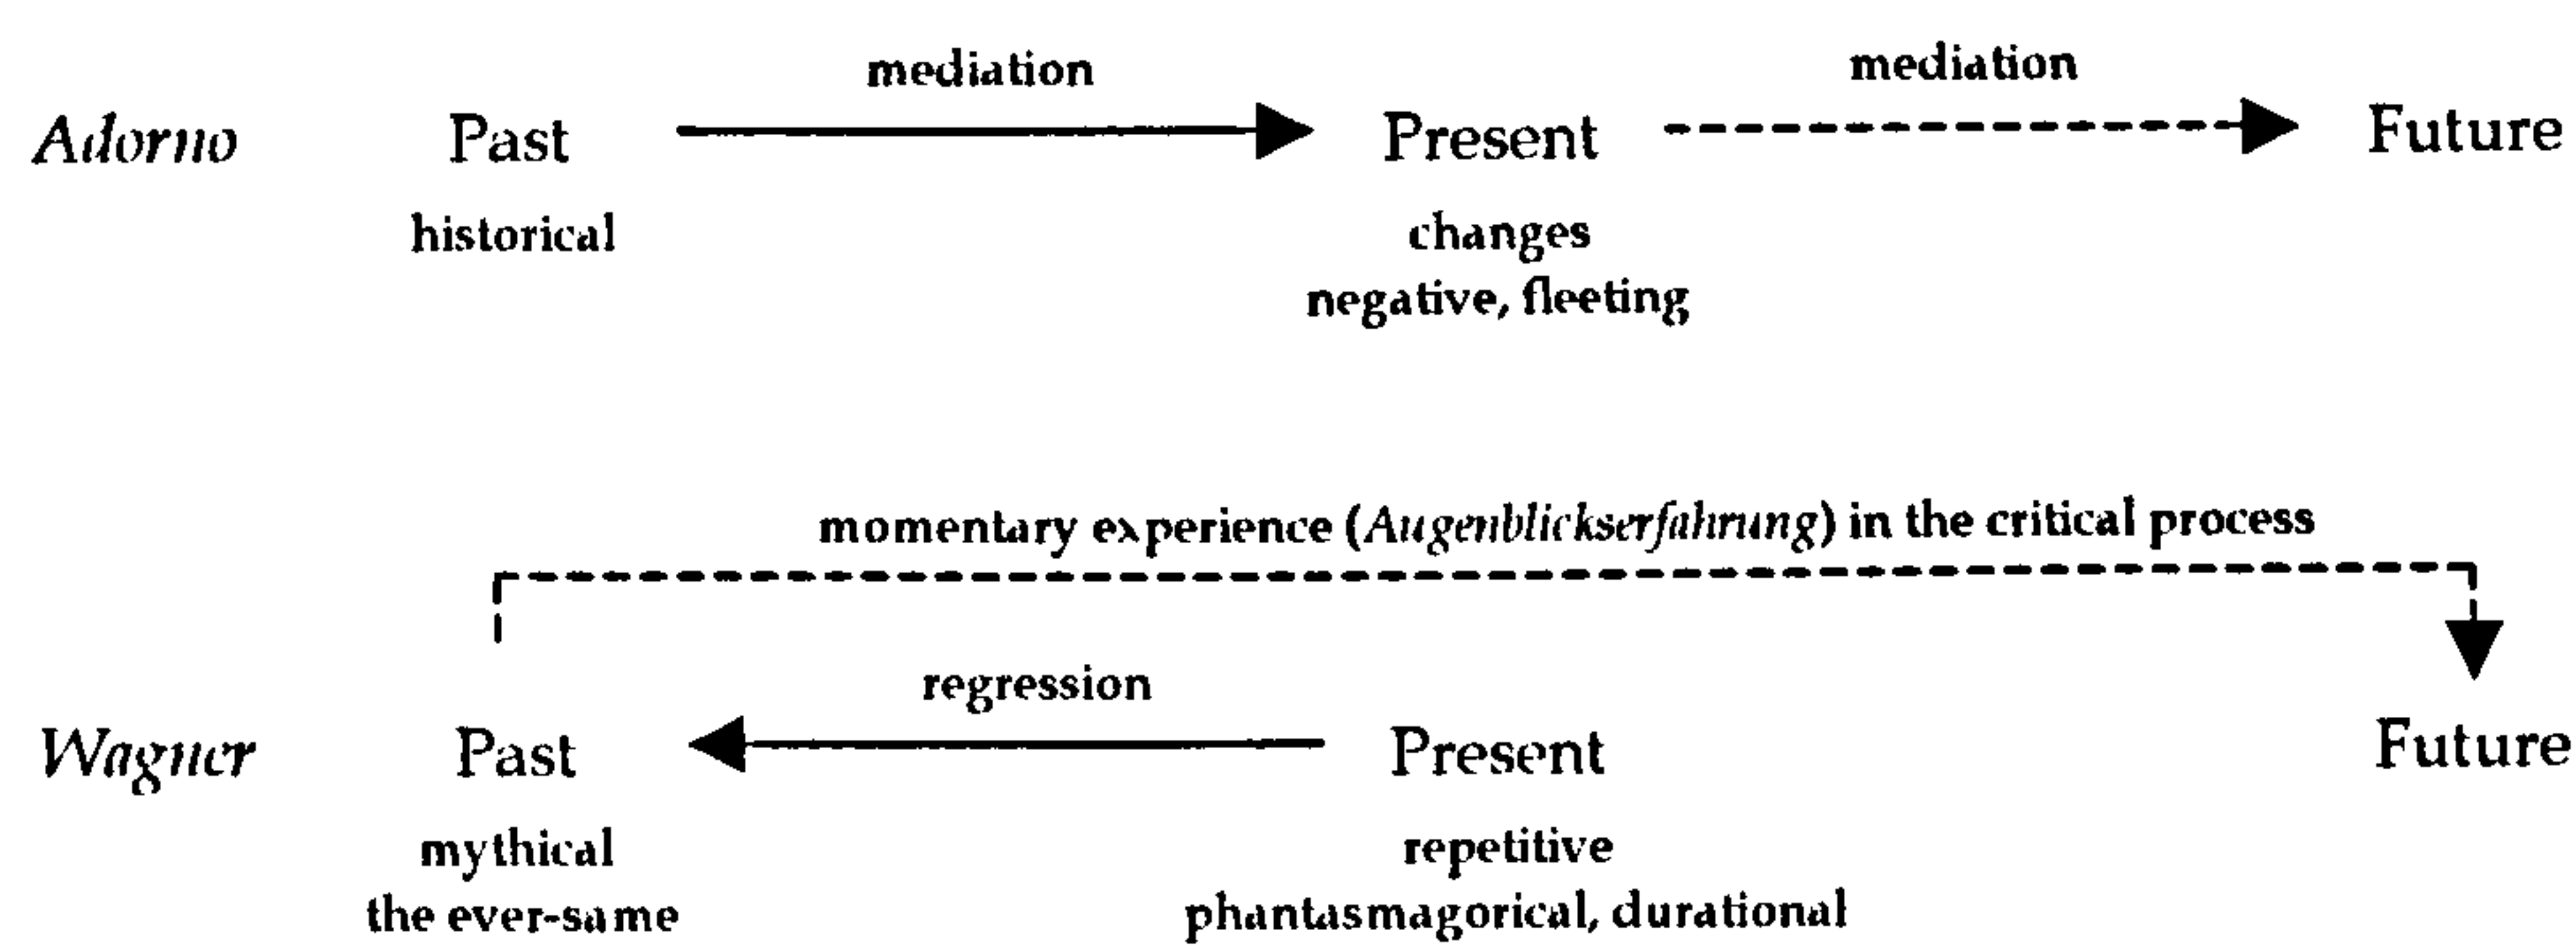 mediation mediation
Adorno Past Present Future
historical changes
negative, fleeting
momentary experience (Augenblickserfahrung) in the critical process
regression
Wagner Past Present Future
mythical repetitive
the ever-same phantasmagorical, durational